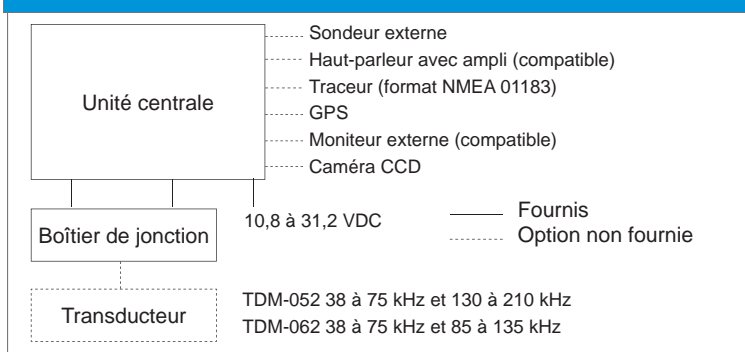 Sondeur externe
Haut-parleur avec ampli (compatible)
Traceur (format NMEA 01183)
GPS
Moniteur externe (compatible)
Caméra CCD
Unité centrale
10,8 à 31,2 VDC
Fournis
Option non fournie
Boîtier de jonction
Transducteur
TDM-052 38 à 75 kHz et 130 à 210 kHz
TDM-062 38 à 75 kHz et 85 à 135 kHz